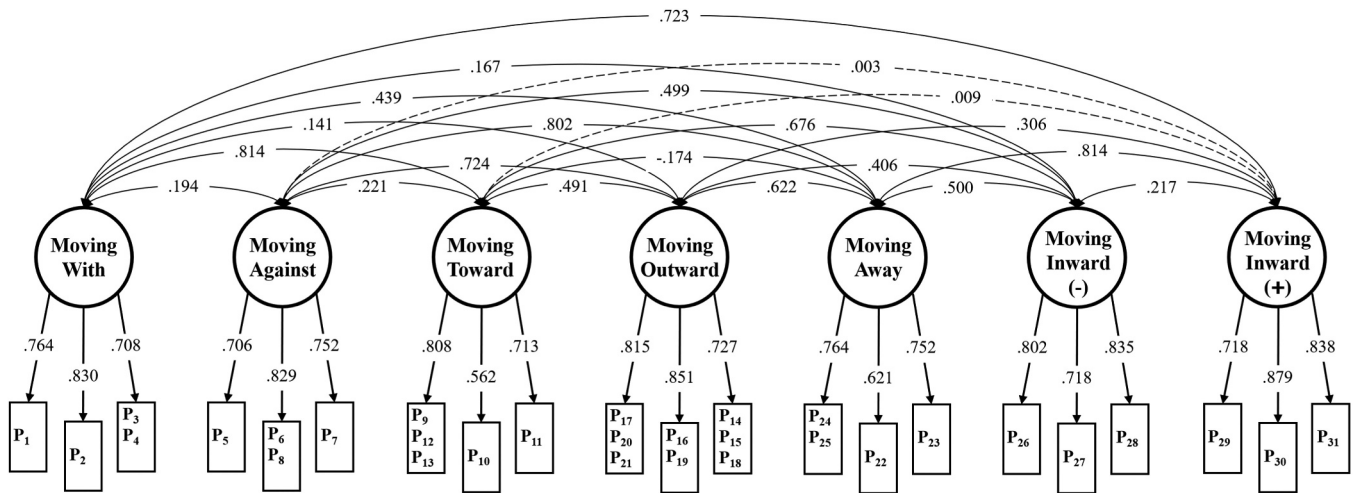 .723
.167
.003
.439
.499
.009
.141
.802
.676
.306
.814
.724
-.174
.406
.814
.194
.221
.491
.622
.500
.217
Moving
With
Moving
Against
Moving
Toward
Moving
Outward
Moving
Away
Moving
Inward
(-)
Moving
Inward
(+)
.764
.830
.708
.706
.829
.752
.808
.562
.713
.815
.851
.727
.764
.621
.752
.802
.718
.835
.718
.879
.838
P₁
P₂
P₃
P₄
P₅
P₆
P₈
P₇
P₉
P₁₂
P₁₃
P₁₀
P₁₁
P₁₇
P₂₀
P₂₁
P₁₆
P₁₉
P₁₄
P₁₅
P₁₈
P₂₄
P₂₅
P₂₂
P₂₃
P₂₆
P₂₇
P₂₈
P₂₉
P₃₀
P₃₁